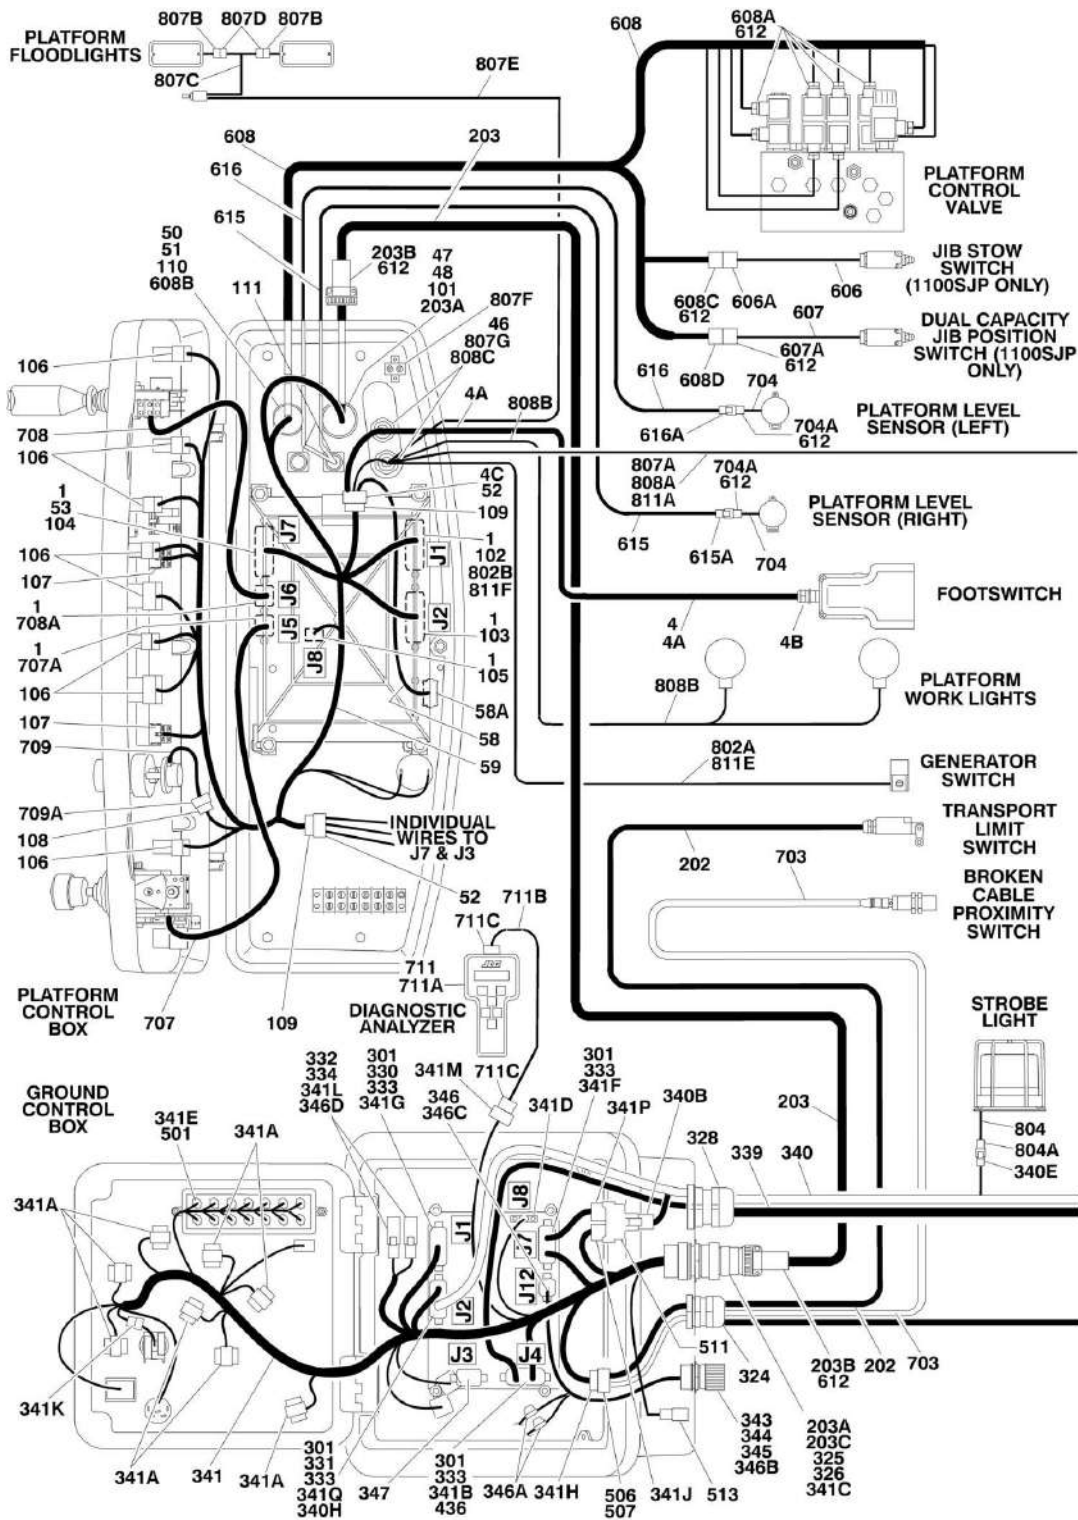 807B
807D
807B
PLATFORM
FLOODLIGHTS
807C
807E
608
608A
612
PLATFORM
CONTROL
VALVE
608
203
616
615
50
51
110
608B
111
203B
612
47
48
101
203A
807F
46
807G
808C
4A
808B
608C
612
606A
606
JIB STOW
SWITCH
(1100SJP ONLY)
607
607A
612
608D
DUAL CAPACITY
JIB POSITION
SWITCH (1100SJP
ONLY)
616
704
616A
704A
612
PLATFORM LEVEL
SENSOR (LEFT)
807A
808A
811A
704A
612
615
615A
704
PLATFORM LEVEL
SENSOR (RIGHT)
106
708
106
1
53
104
106
107
1
708A
1
707A
106
107
709
709A
108
106
J7
J6
J5
J8
J1
J2
4C
52
109
1
102
802B
811F
1
103
1
105
58A
58
59
INDIVIDUAL
WIRES TO
J7 & J3
52
4
4A
4B
FOOTSWITCH
808B
PLATFORM
WORK LIGHTS
802A
811E
GENERATOR
SWITCH
TRANSPORT
LIMIT
SWITCH
202
703
BROKEN
CABLE
PROXIMITY
SWITCH
PLATFORM
CONTROL
BOX
707
109
711B
711C
711
711A
JLG
DIAGNOSTIC
ANALYZER
STROBE
LIGHT
804
804A
340E
GROUND
CONTROL
BOX
341E
501
341A
341A
332
334
341L
346D
301
330
333
341G
341M
346
346C
711C
341D
301
333
341F
341P
340B
328
339
340
203
J1
J2
J3
J4
J8
J7
J12
341K
341A
341
341A
301
331
333
341Q
340H
347
301
333
341B
436
346A
341H
506
507
341J
513
511
324
203B
612
202
703
343
344
345
346B
203A
203C
325
326
341C